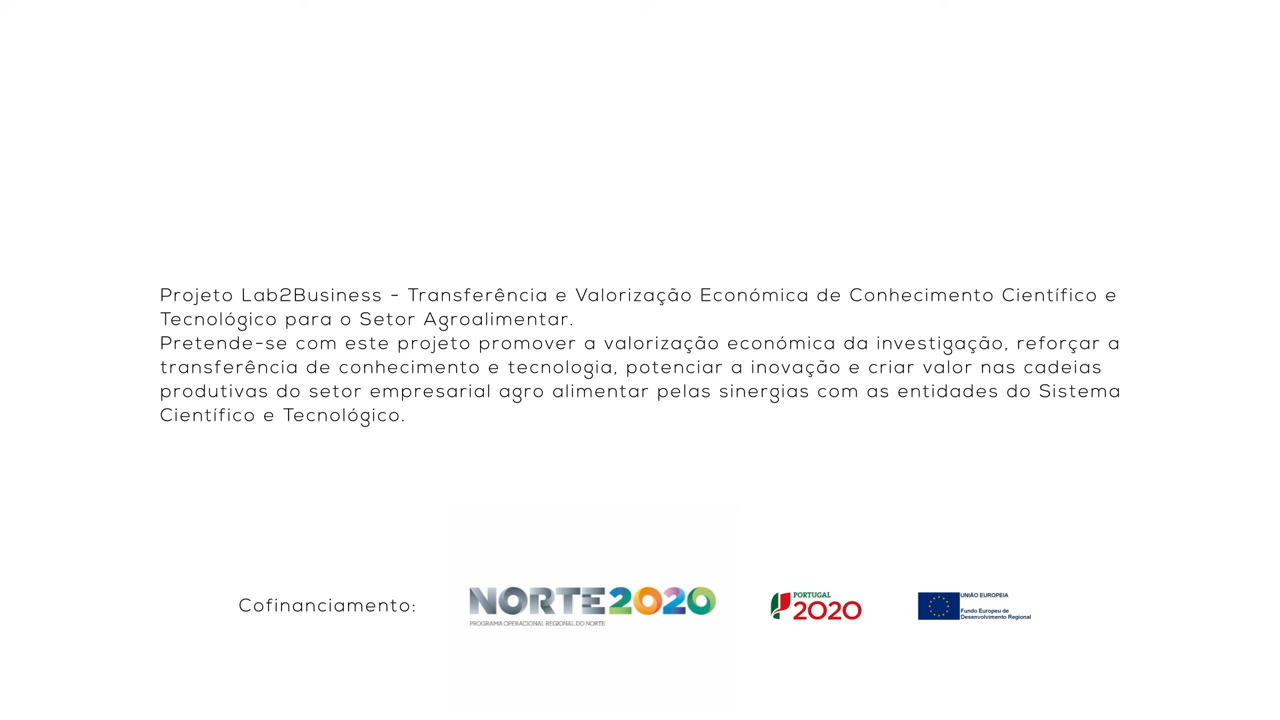 Projeto Lab2Business - Transferência e Valorização Económica de Conhecimento Científico e
Tecnológico para o Setor Agroalimentar.
Pretende-se com este projeto promover a valorização económica da investigação, reforçar a
transferência de conhecimento e tecnologia, potenciar a inovação e criar valor nas cadeias
produtivas do setor empresarial agro alimentar pelas sinergias com as entidades do Sistema
Científico e Tecnológico.
Cofinanciamento:
NORTE2020
PROGRAMA OPERACIONAL REGIONAL DO NORTE
PORTUGAL
2020
UNIÃO EUROPEIA
Fundo Europeu de
Desenvolvimento Regional